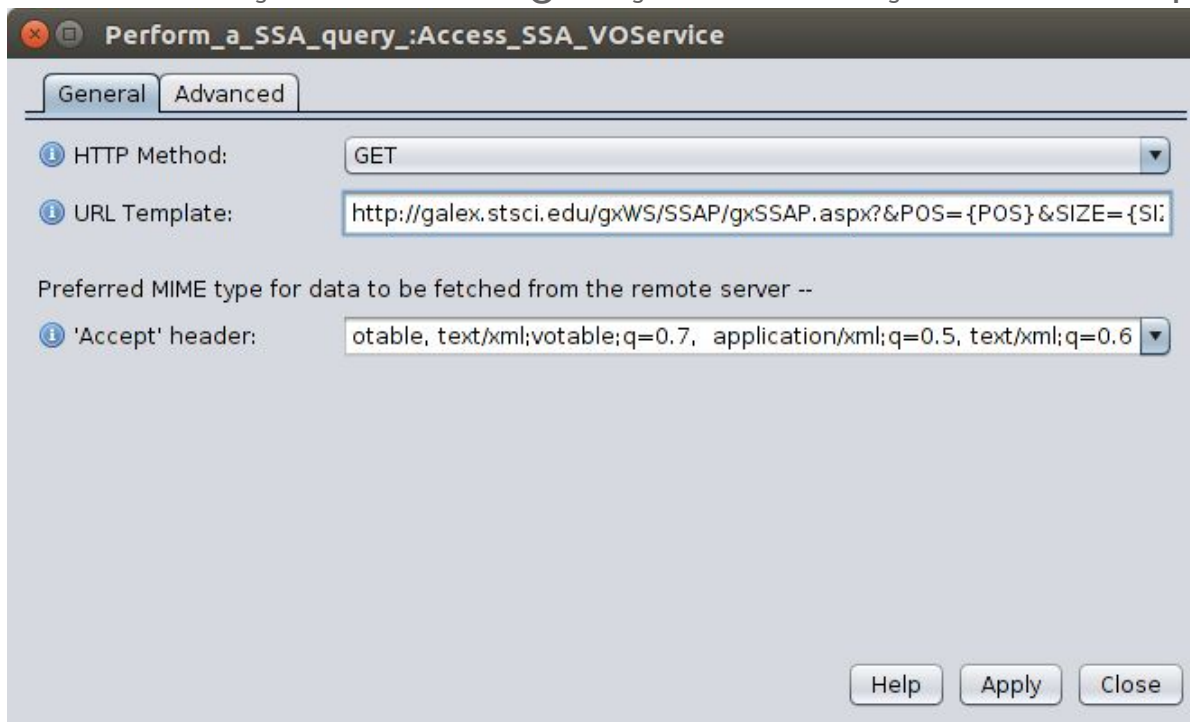 Perform_a_SSA_query_:Access_SSA_VOService
General Advanced
HTTP Method: GET
URL Template: http://galex.stsci.edu/gxWS/SSAP/gxSSAP.aspx?&POS={POS}&SIZE={SI
Preferred MIME type for data to be fetched from the remote server --
'Accept' header: otable, text/xml;votable;q=0.7, application/xml;q=0.5, text/xml;q=0.6
Help Apply Close